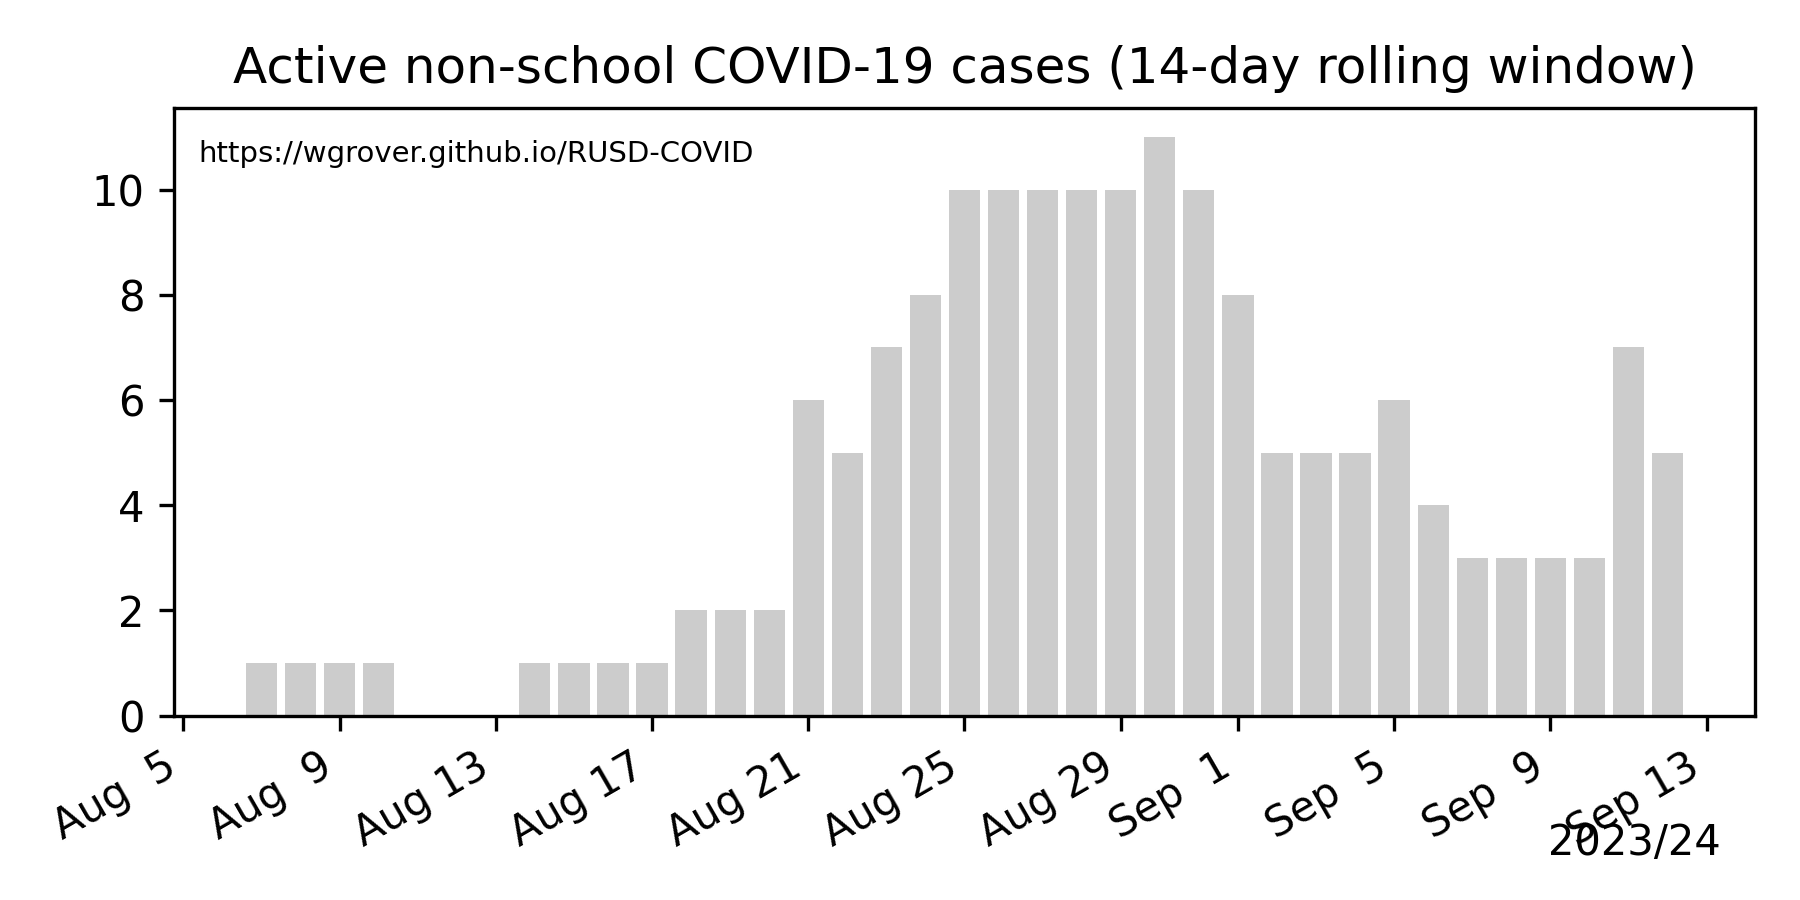 Active non-school COVID-19 cases (14-day rolling window)
https://wgrover.github.io/RUSD-COVID
10
8
6
4
2
0
Aug 5
Aug 9
Aug 13
Aug 17
Aug 21
Aug 25
Aug 29
Sep 1
Sep 5
Sep 9
Sep 13
2023/24